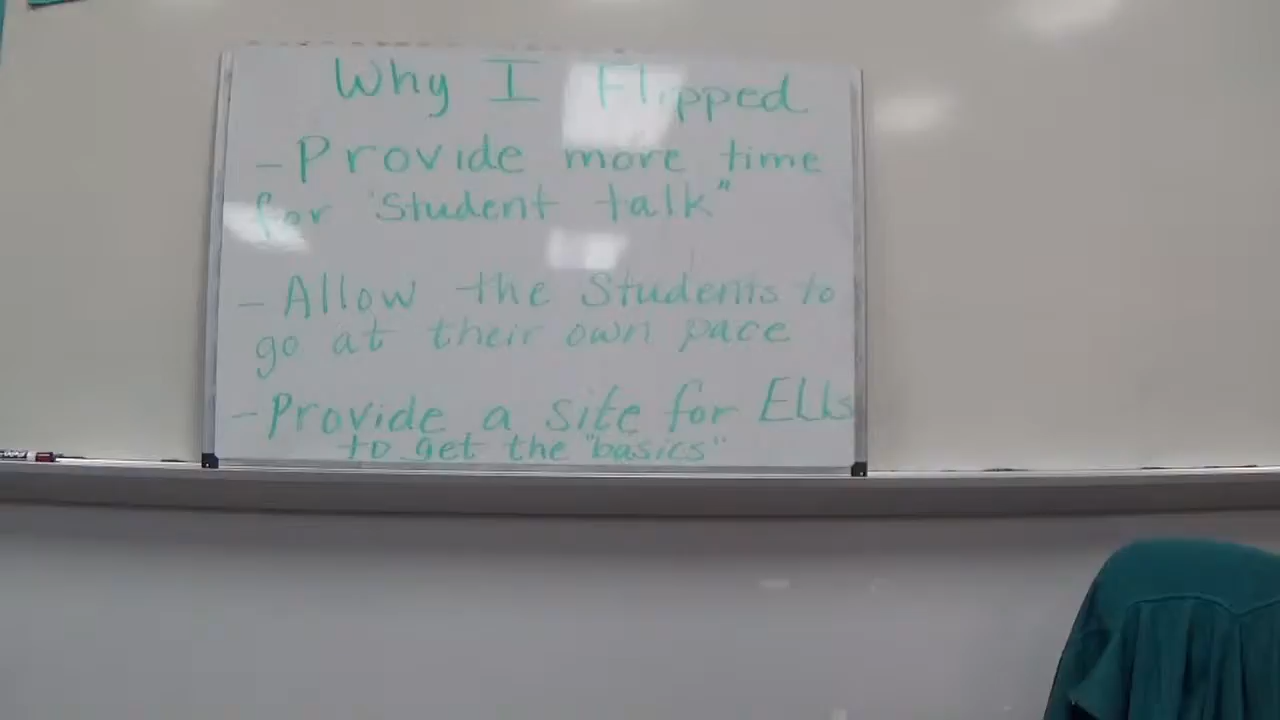 Why I Flipped
- Provide more time
for "Student talk"
- Allow the Students to
go at their own pace
- Provide a site for ELLs
to get the "basics"